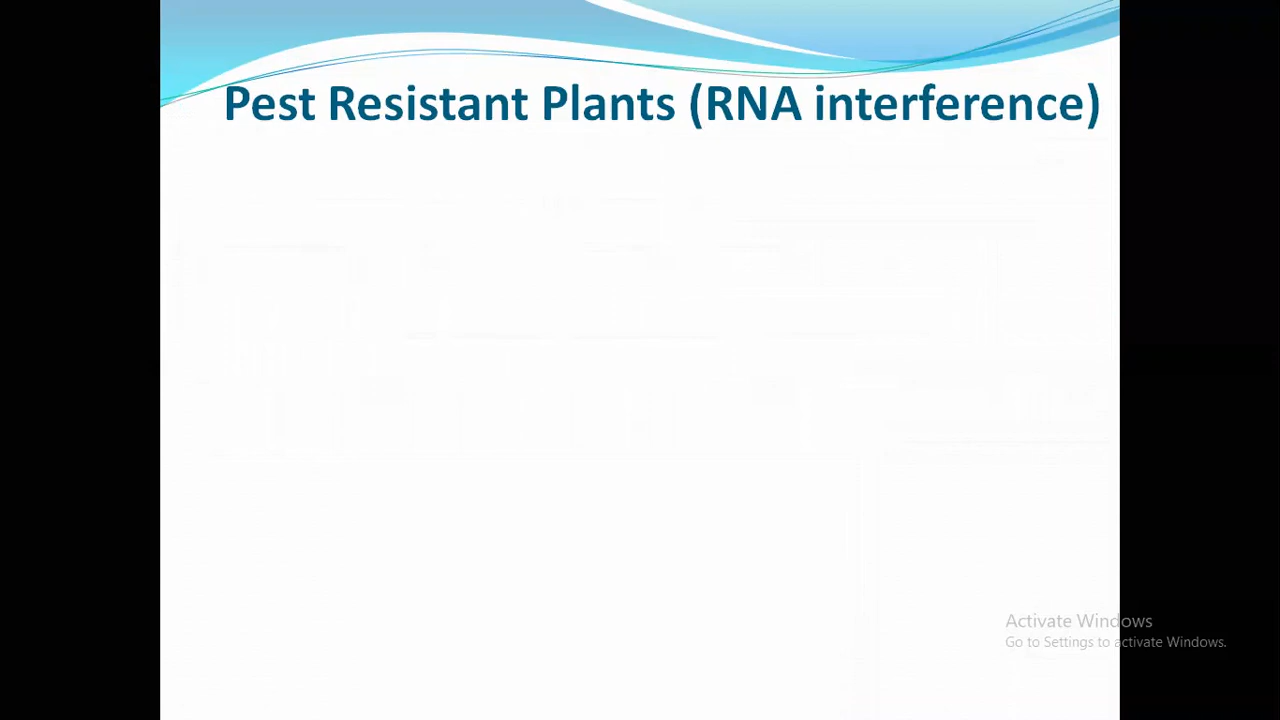 Pest Resistant Plants (RNA interference)
Activate Windows
Go to Settings to activate Windows.